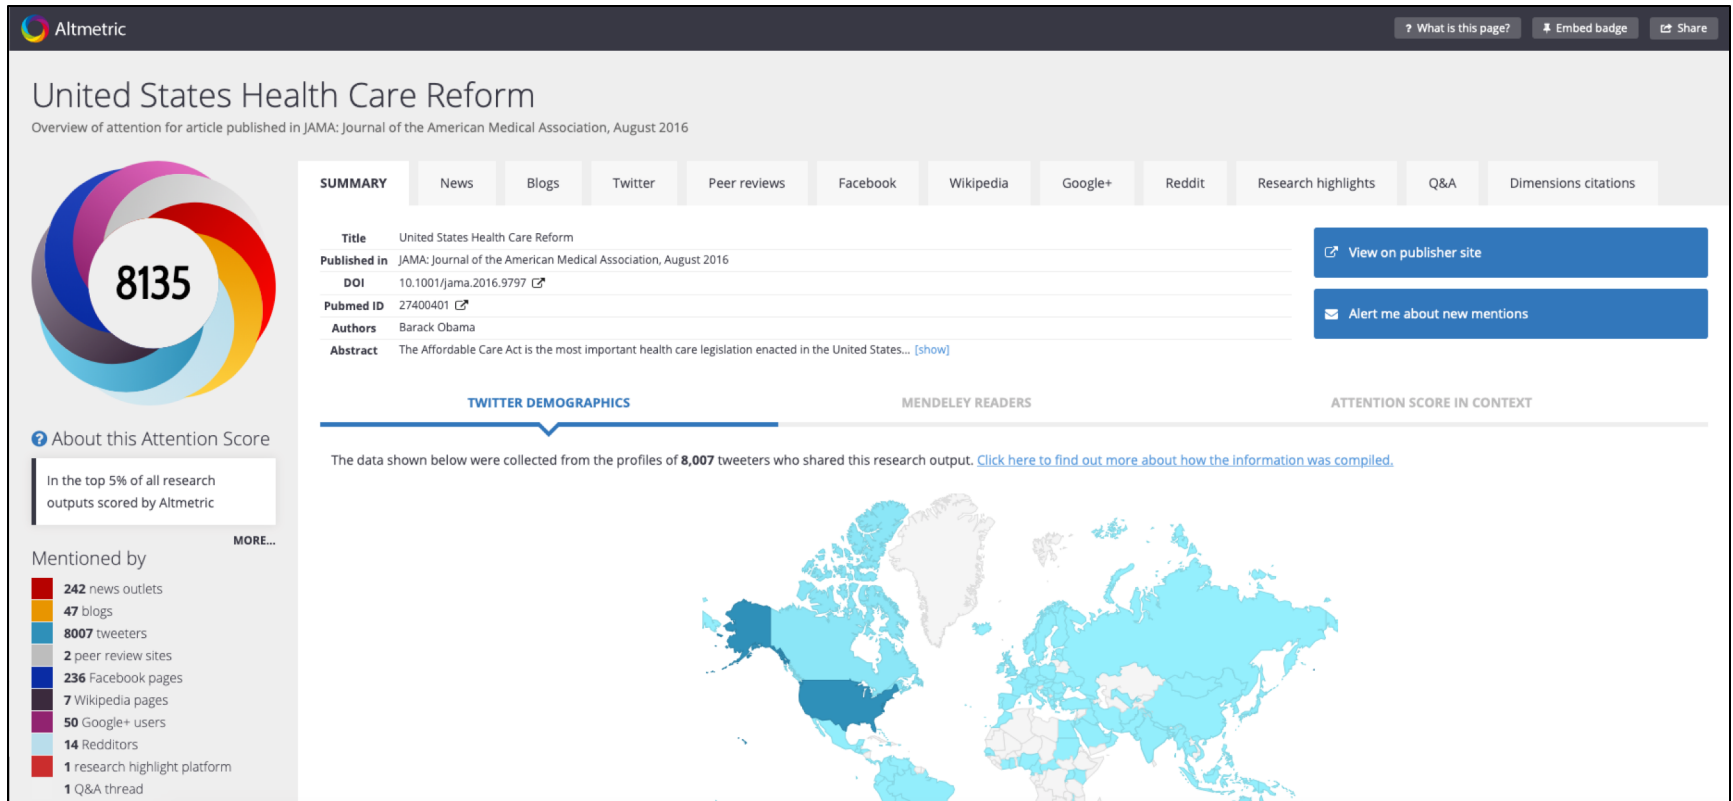 Altmetric
? What is this page?
Embed badge
Share
United States Health Care Reform
Overview of attention for article published in JAMA: Journal of the American Medical Association, August 2016
8135
SUMMARY News Blogs Twitter Peer reviews Facebook Wikipedia Google+ Reddit Research highlights Q&A Dimensions citations
Title United States Health Care Reform
Published in JAMA: Journal of the American Medical Association, August 2016
DOI 10.1001/jama.2016.9797
Pubmed ID 27400401
Authors Barack Obama
Abstract The Affordable Care Act is the most important health care legislation enacted in the United States... [show]
View on publisher site
Alert me about new mentions
TWITTER DEMOGRAPHICS MENDELEY READERS ATTENTION SCORE IN CONTEXT
The data shown below were collected from the profiles of 8,007 tweeters who shared this research output. Click here to find out more about how the information was compiled.
? About this Attention Score
In the top 5% of all research
outputs scored by Altmetric
MORE...
Mentioned by
242 news outlets
47 blogs
8007 tweeters
2 peer review sites
236 Facebook pages
7 Wikipedia pages
50 Google+ users
14 Redditors
1 research highlight platform
1 Q&A thread